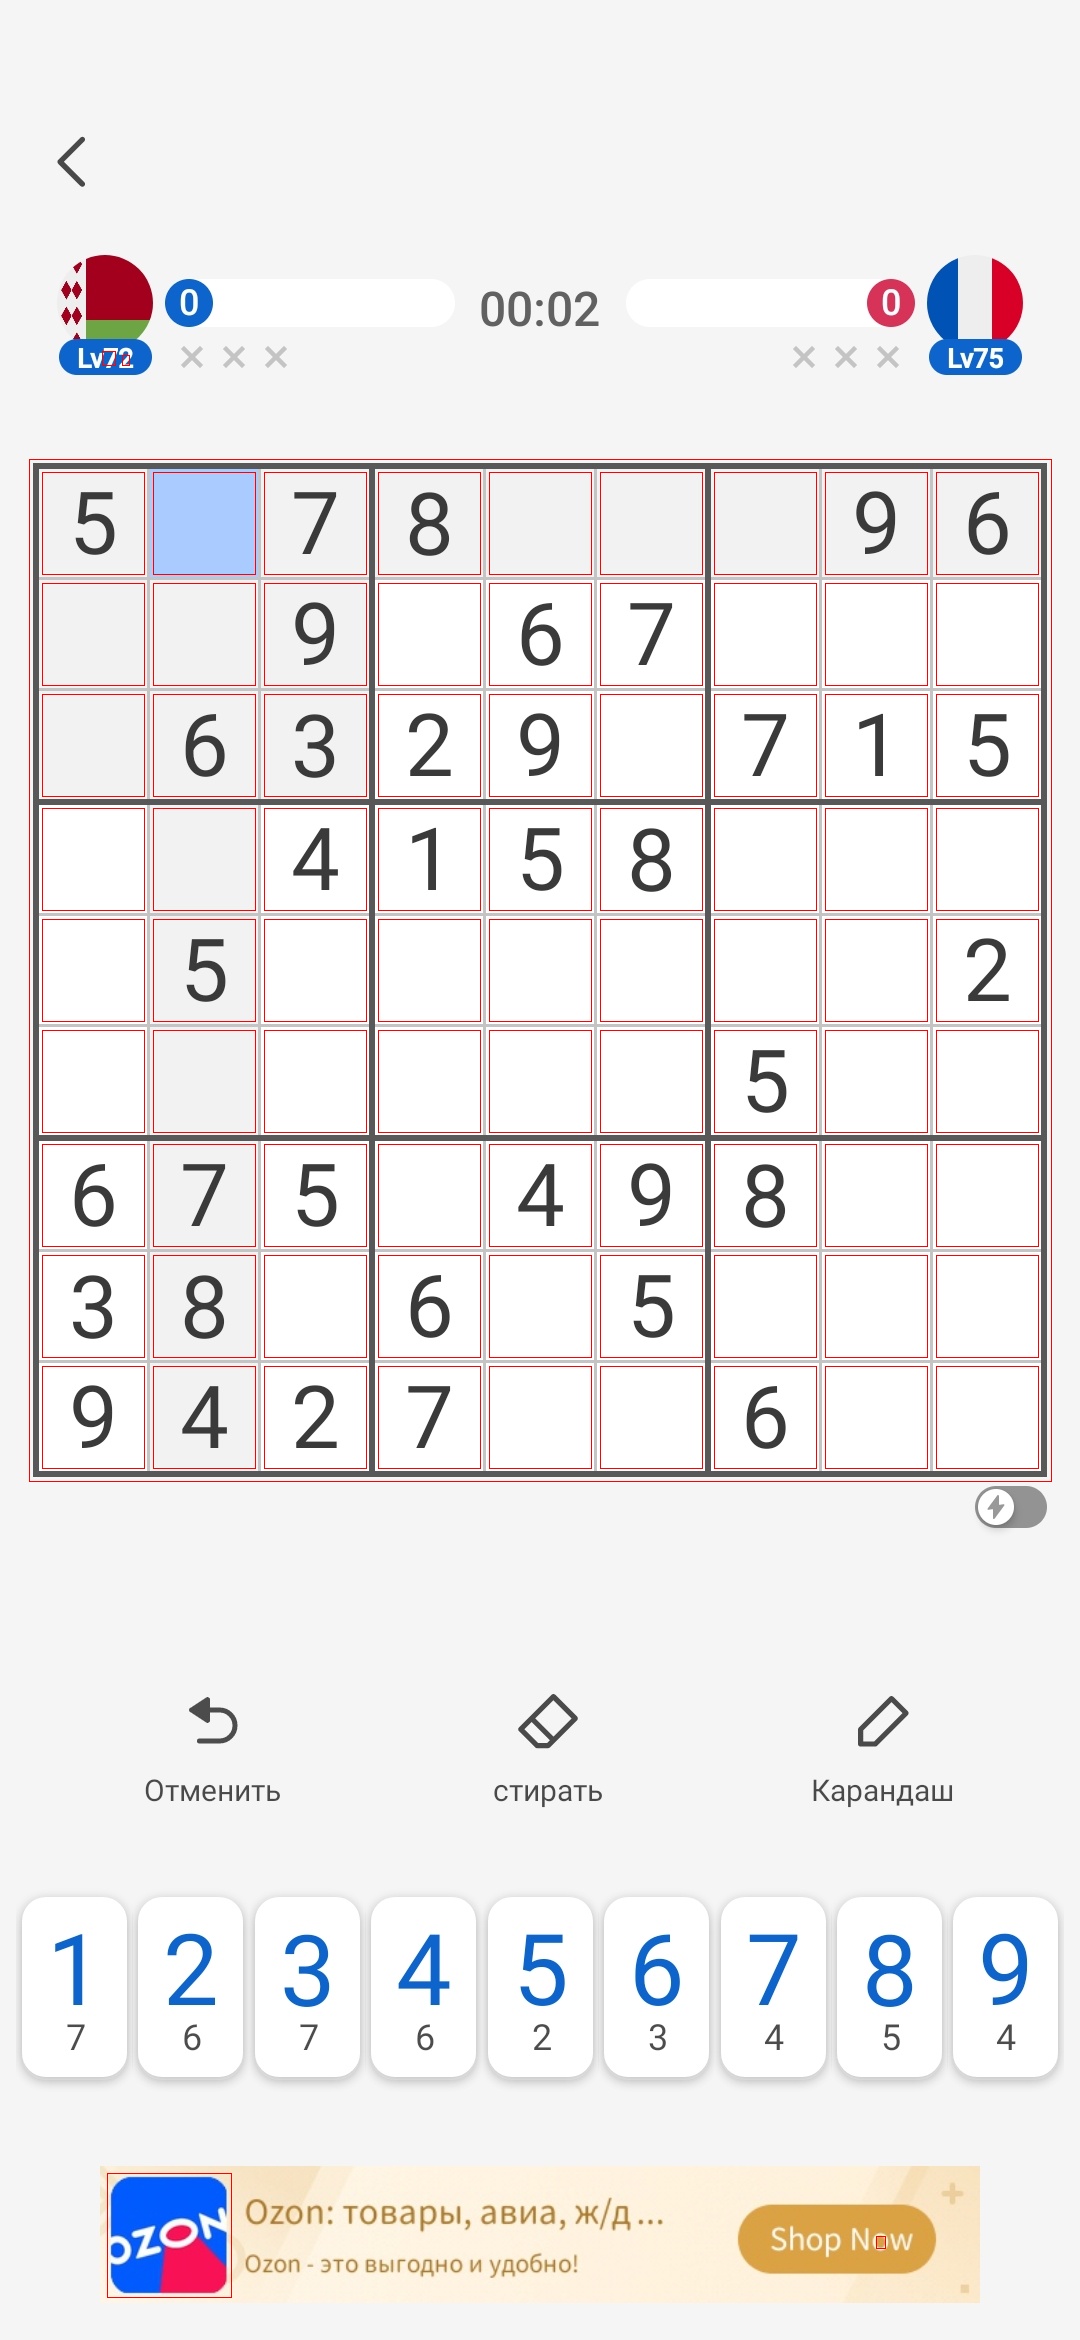 0 00:02 0
Lv72 Lv75
5 7 8 9 6
9 6 7
6 3 2 9 7 1 5
4 1 5 8
5 2
5
6 7 5 4 9 8
3 8 6 5
9 4 2 7 6
Отменить стирать Карандаш
1 2 3 4 5 6 7 8 9
7 6 7 6 2 3 4 5 4
OZON
Ozon: товары, авиа, ж/д...
Ozon - это выгодно и удобно!
Shop Now